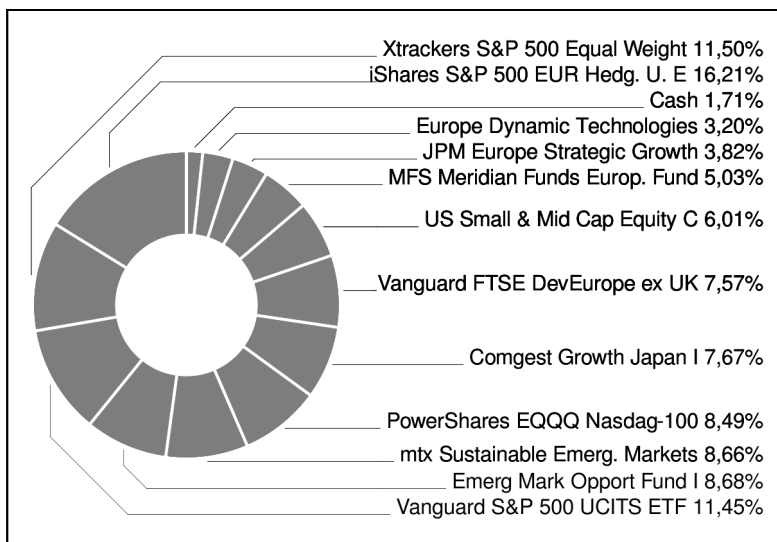 Xtrackers S&P 500 Equal Weight 11,50%
iShares S&P 500 EUR Hedg. U. E 16,21%
Cash 1,71%
Europe Dynamic Technologies 3,20%
JPM Europe Strategic Growth 3,82%
MFS Meridian Funds Europ. Fund 5,03%
US Small & Mid Cap Equity C 6,01%
Vanguard FTSE DevEurope ex UK 7,57%
Comgest Growth Japan I 7,67%
PowerShares EQQQ Nasdag-100 8,49%
mtx Sustainable Emerg. Markets 8,66%
Emerg Mark Opport Fund I 8,68%
Vanguard S&P 500 UCITS ETF 11,45%